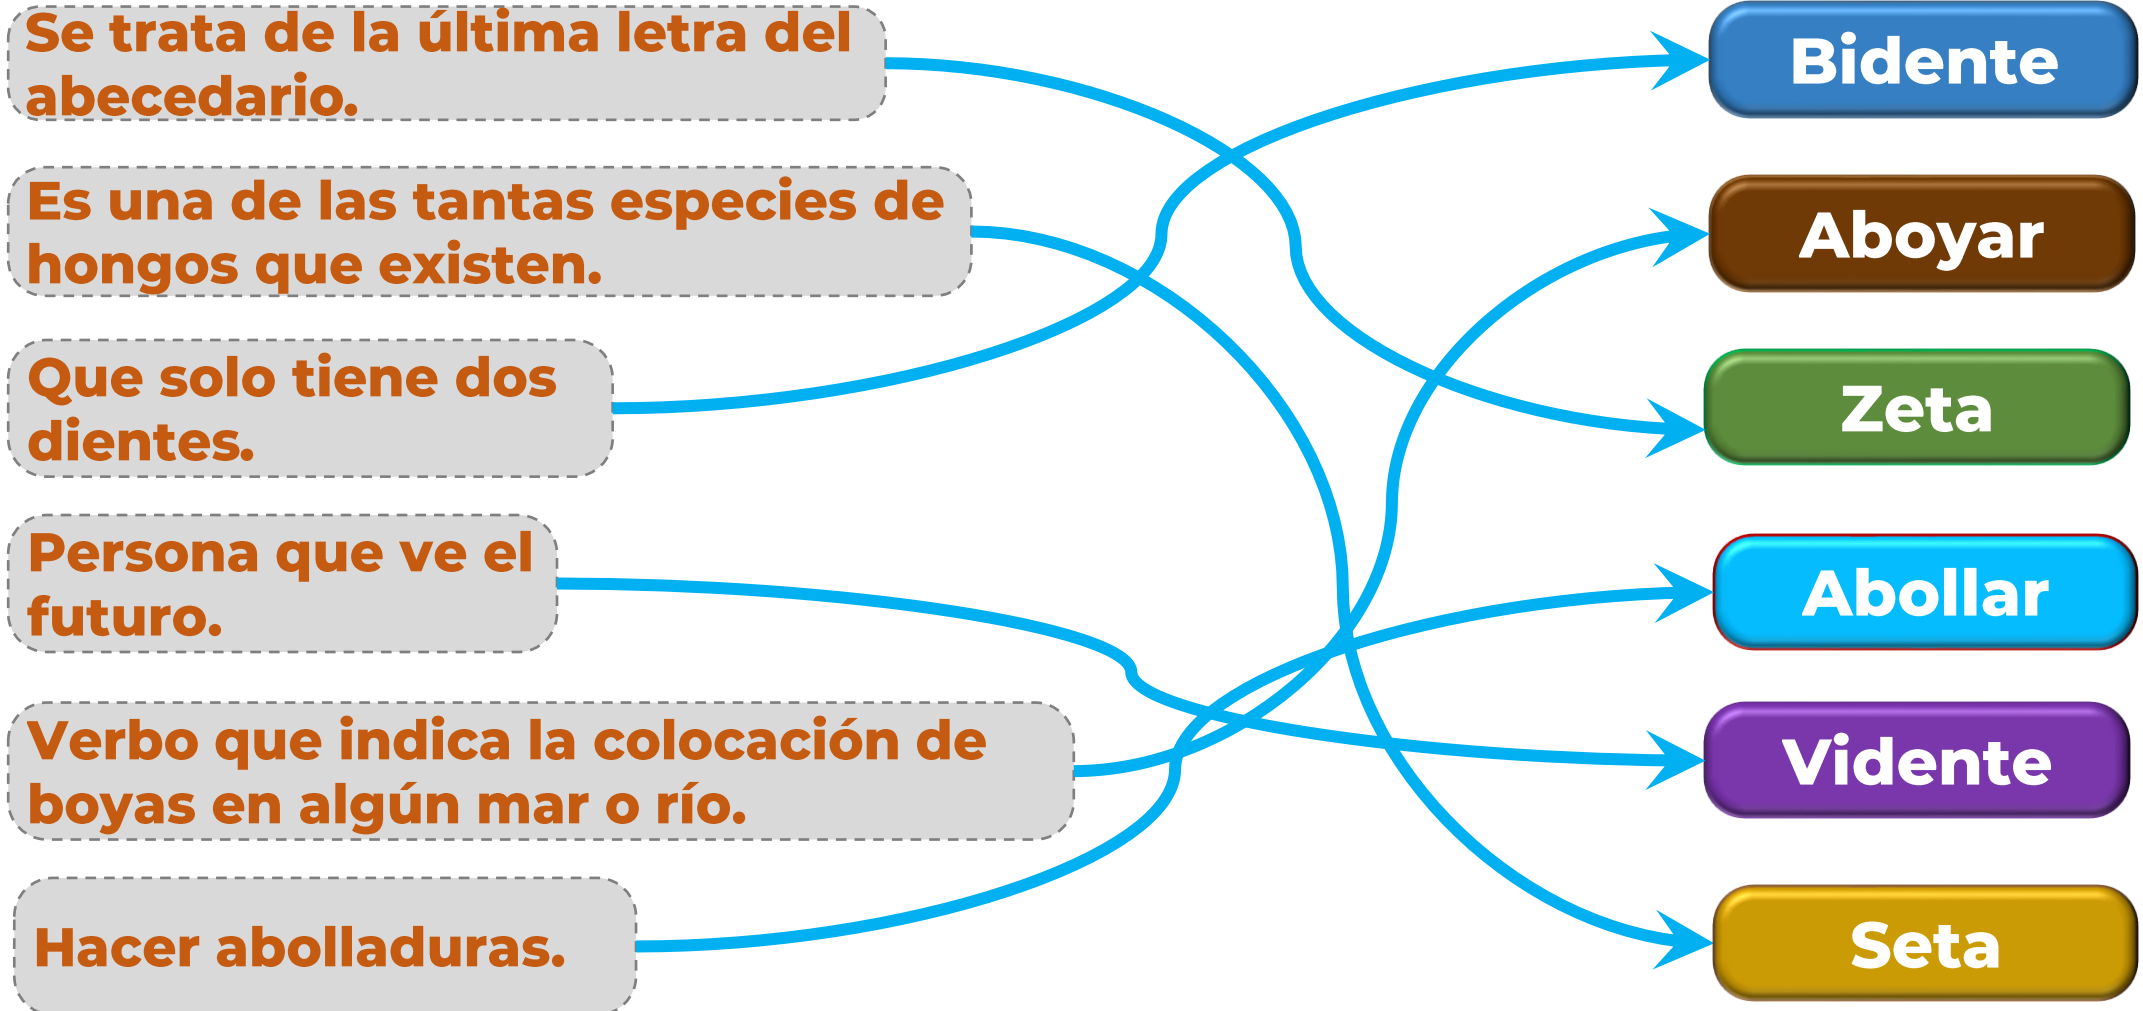 Se trata de la última letra del
abecedario.
Es una de las tantas especies de
hongos que existen.
Que solo tiene dos
dientes.
Persona que ve el
futuro.
Verbo que indica la colocación de
boyas en algún mar o río.
Hacer abolladuras.
Bidente
Aboyar
Zeta
Abollar
Vidente
Seta